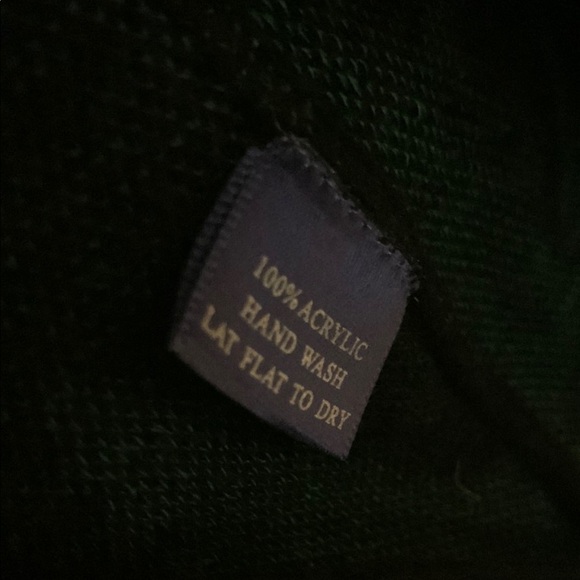 100% ACRYLIC
HAND WASH
LAT FLAT TO DRY